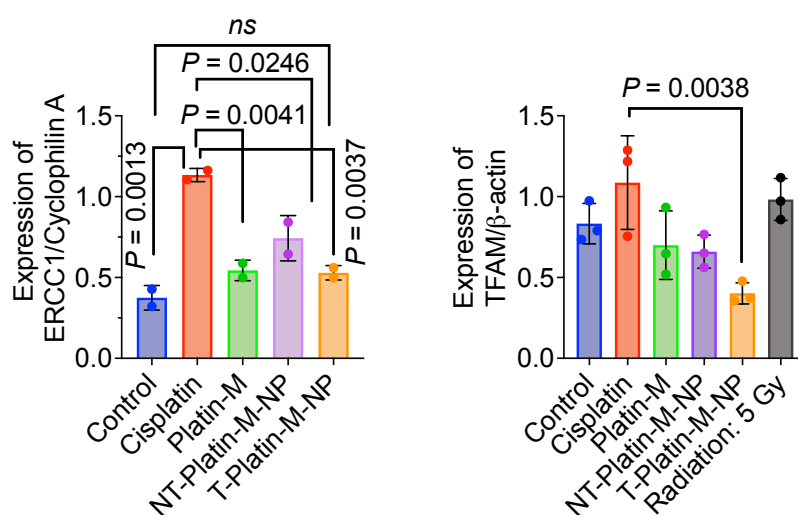 ns
P = 0.0246
P = 0.0041
P = 0.0013
P = 0.0037
Expression of
ERCC1/Cyclophilin A
1.5
1.0
0.5
0.0
Control
Cisplatin
Platin-M
NT-Platin-M-NP
T-Platin-M-NP
P = 0.0038
Expression of
TFAM/β-actin
1.5
1.0
0.5
0.0
Control
Cisplatin
Platin-M
NT-Platin-M-NP
T-Platin-M-NP
Radiation: 5 Gy